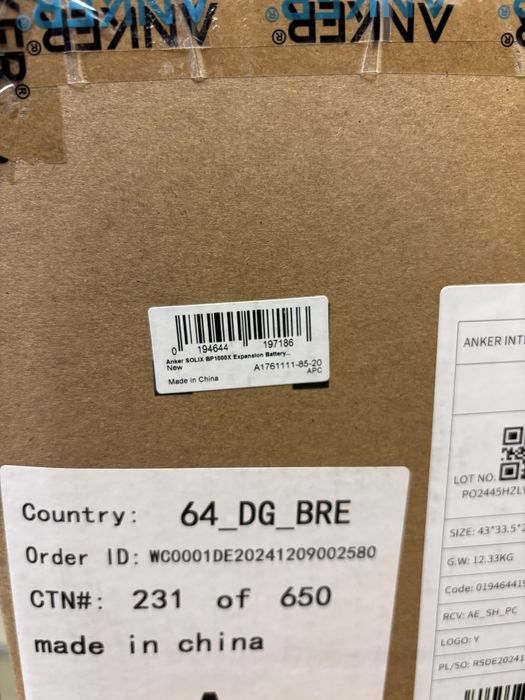 ANKER® ANKER® ANKER®
0 194644 197186
Anker SOLIX BP1000X Expansion Battery...
New
A1761111-85-20
APC
Made in China
ANKER INT
LOT NO.
PO2445HZL
SIZE: 43*33.5*2
G.W: 12.33KG
Code: 01946441
RCV: AE_SH_PC
LOGO: Y
PL/SO: RSDE20241
Country: 64_DG_BRE
Order ID: WC0001DE20241209002580
CTN#: 231 of 650
made in china